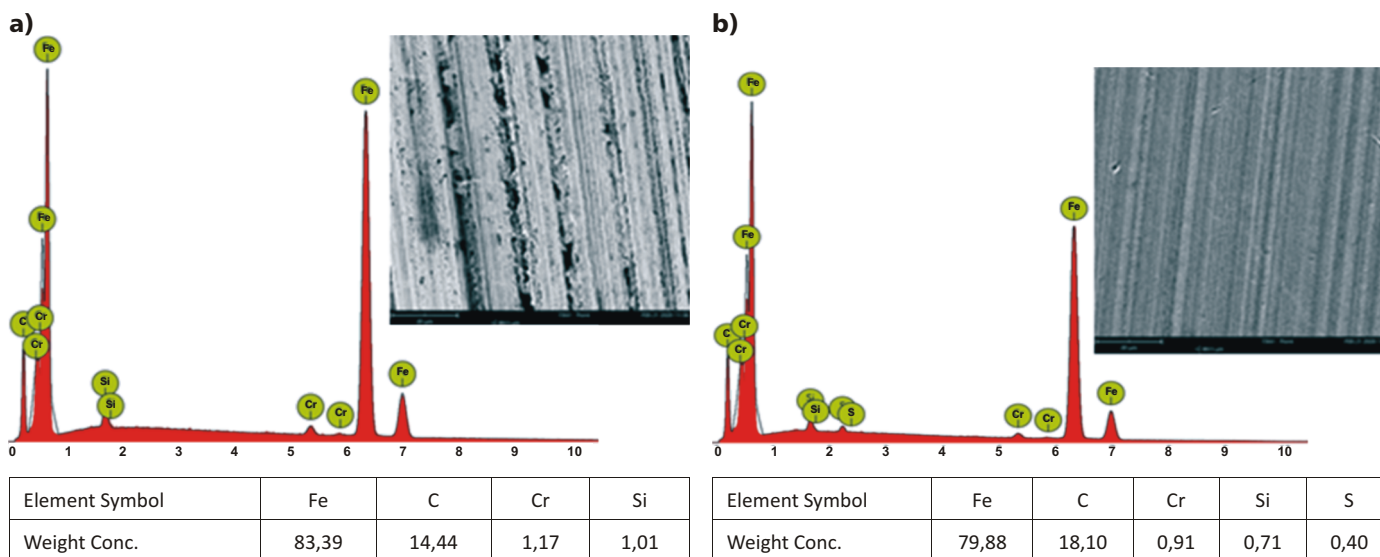 a)
Fe
Fe
Fe
C
Cr
Cr
Si
Si
Cr
Cr
Fe
0 1 2 3 4 5 6 7 8 9 10
Element Symbol Fe C Cr Si
Weight Conc. 83,39 14,44 1,17 1,01
b)
Fe
Fe
Fe
C
Cr
Cr
Si
S
Cr
Cr
Fe
0 1 2 3 4 5 6 7 8 9 10
Element Symbol Fe C Cr Si S
Weight Conc. 79,88 18,10 0,91 0,71 0,40